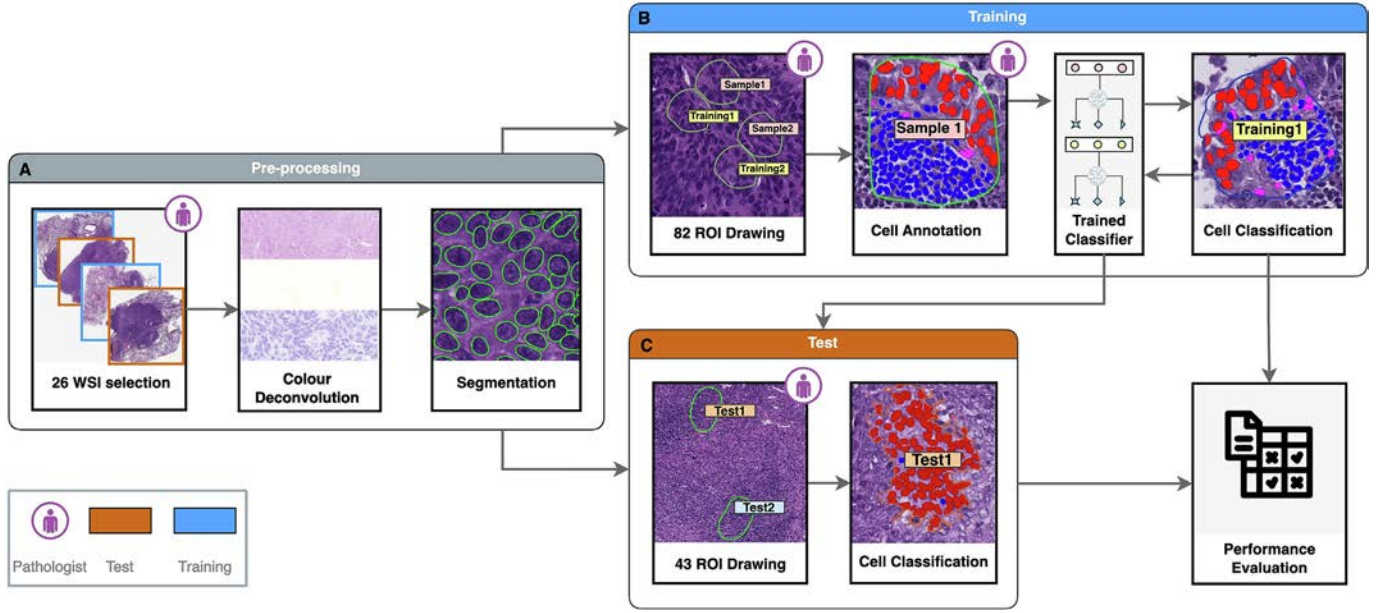 A
Pre-processing
26 WSI selection
Colour
Deconvolution
Segmentation
B
Training
Sample1
Training1
Sample2
Training2
82 ROI Drawing
Sample 1
Cell Annotation
Trained
Classifier
Training1
Cell Classification
C
Test
Test1
Test2
43 ROI Drawing
Test1
Cell Classification
Performance
Evaluation
Pathologist
Test
Training